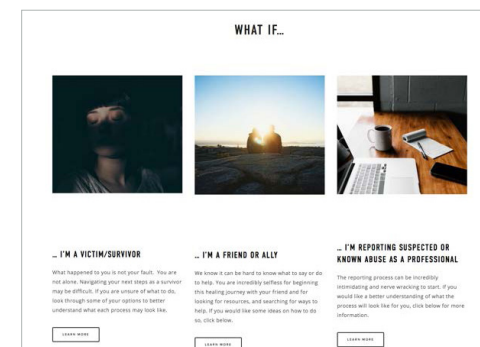 WHAT IF...
... I'M A VICTIM/SURVIVOR
What happened to you is not your fault. You are
not alone. Navigating your next steps as a survivor
may be difficult. If you are unsure of what to do,
look through some of your options to better
understand what each process may look like.
LEARN MORE
... I'M A FRIEND OR ALLY
We know it can be hard to know what to say or do
to help. You are incredibly selfless for beginning
this healing journey with your friend and for
looking for resources, and searching for ways to
help. If you would like some ideas on how to do
so, click below.
LEARN MORE
... I'M REPORTING SUSPECTED OR
KNOWN ABUSE AS A PROFESSIONAL
The reporting process can be incredibly
intimidating and nerve wracking to start. If you
would like a better understanding of what the
process will look like for you, click below for more
information.
LEARN MORE